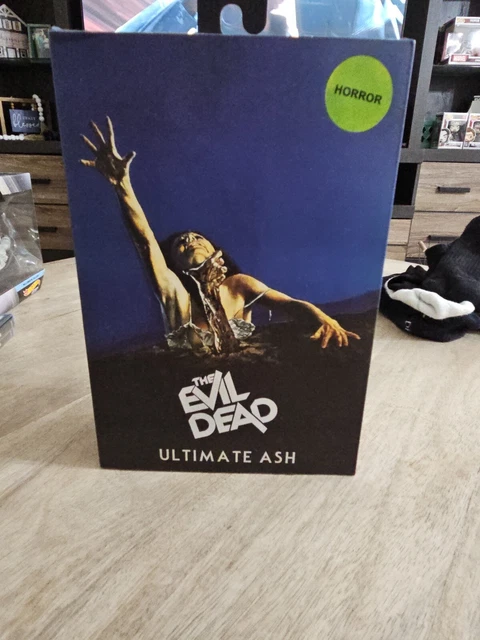 HORROR
THE
EVIL
DEAD
ULTIMATE ASH